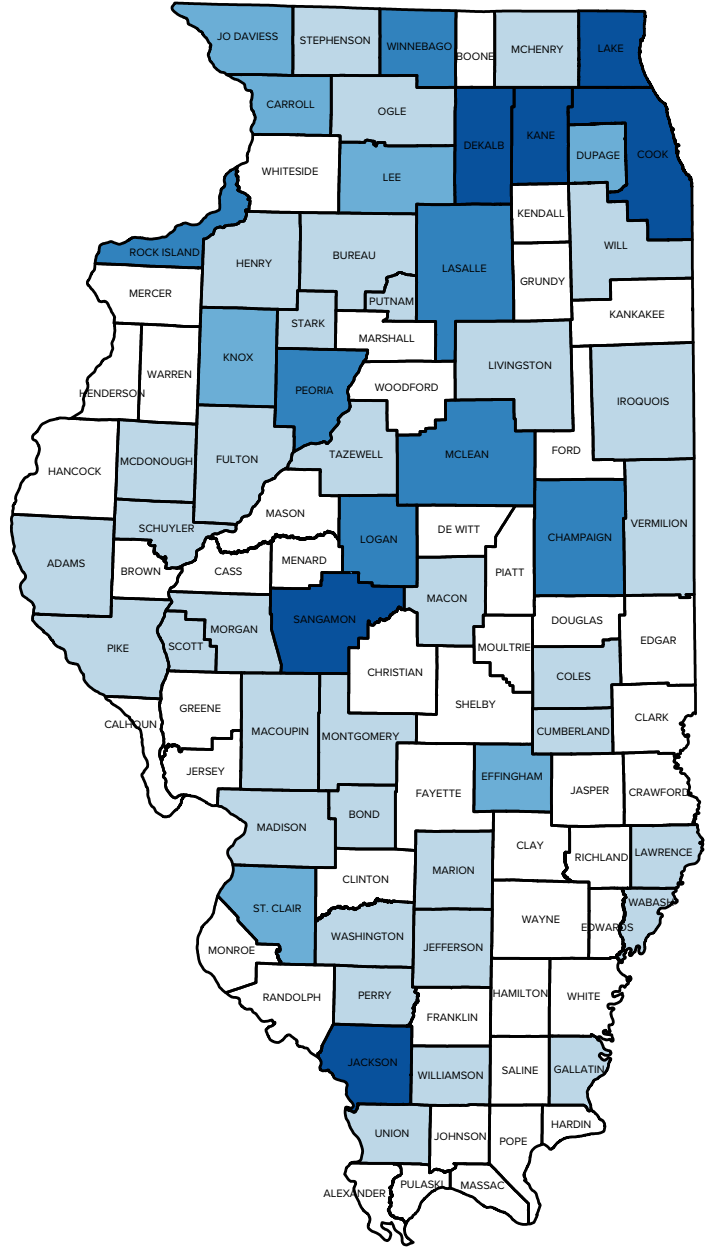 JO DAVIESS
STEPHENSON
WINNEBAGO
BOONE
MCHENRY
LAKE
CARROLL
OGLE
DEKALB
KANE
DUPAGE
COOK
WHITESIDE
LEE
KENDALL
ROCK ISLAND
HENRY
BUREAU
LASALLE
WILL
GRUNDY
MERCER
PUTNAM
KANKAKEE
STARK
MARSHALL
HENDERSON
WARREN
KNOX
PEORIA
WOODFORD
LIVINGSTON
IROQUOIS
HANCOCK
MCDONOUGH
FULTON
TAZEWELL
MCLEAN
FORD
SCHUYLER
MASON
LOGAN
DE WITT
CHAMPAIGN
VERMILION
ADAMS
BROWN
CASS
MENARD
PIATT
MACON
PIKE
SCOTT
MORGAN
SANGAMON
CHRISTIAN
MOULTRIE
DOUGLAS
EDGAR
COLES
CALHOUN
GREENE
MACOUPIN
MONTGOMERY
SHELBY
CUMBERLAND
CLARK
JERSEY
FAYETTE
EFFINGHAM
JASPER
CRAWFORD
MADISON
BOND
CLAY
RICHLAND
LAWRENCE
CLINTON
MARION
ST. CLAIR
WAYNE
EDWARDS
WABASH
MONROE
WASHINGTON
JEFFERSON
RANDOLPH
PERRY
FRANKLIN
HAMILTON
WHITE
JACKSON
WILLIAMSON
SALINE
GALLATIN
UNION
JOHNSON
POPE
HARDIN
ALEXANDER
PULASKI
MASSAC